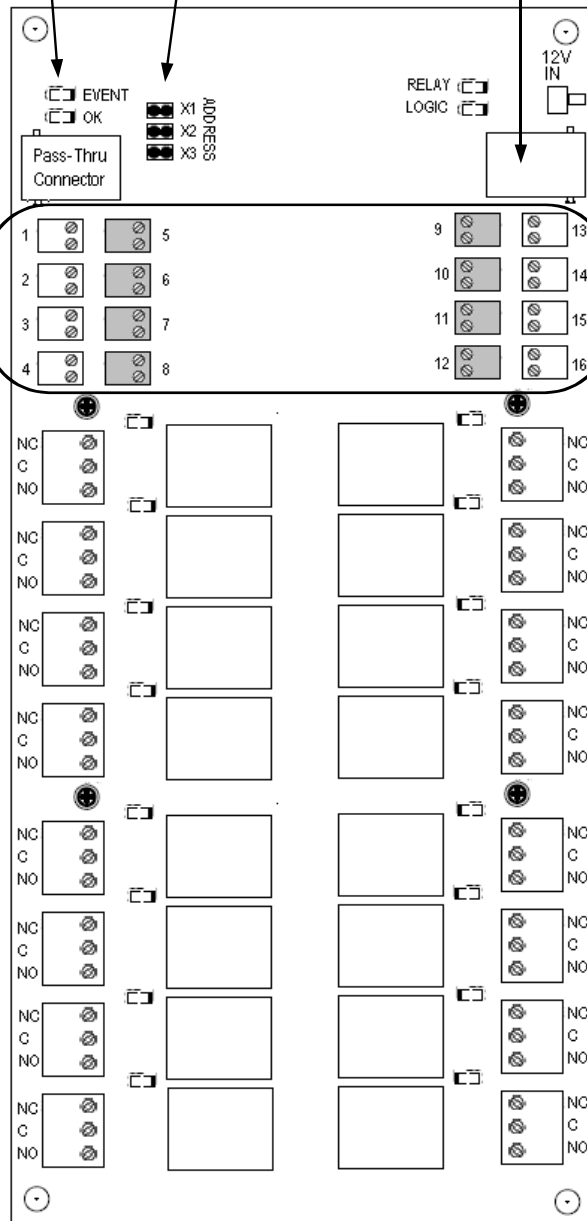 12V
IN
EVENT
OK
X1
X2
X3
ADDRESS
RELAY
LOGIC
Pass-Thru
Connector
1 5 9 13
2 6 10 14
3 7 11 15
4 8 12 16
NC NC
C C
NO NO
NC NC
C C
NO NO
NC NC
C C
NO NO
NC NC
C C
NO NO
NC NC
C C
NO NO
NC NC
C C
NO NO
NC NC
C C
NO NO
NC NC
C C
NO NO